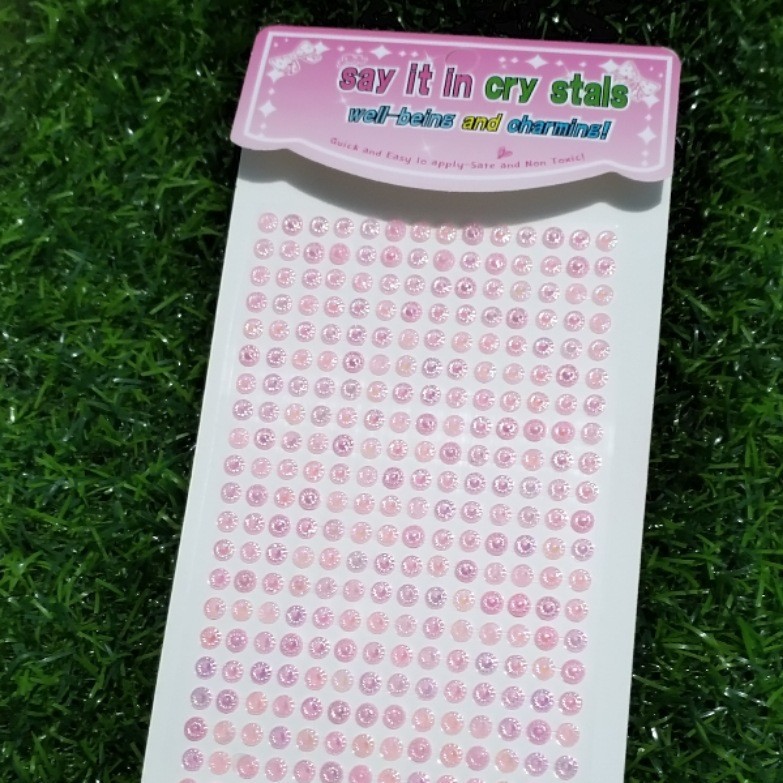 say it in cry stals
well-being and charming!
Quick and Easy to apply-Safe and Non Toxic!